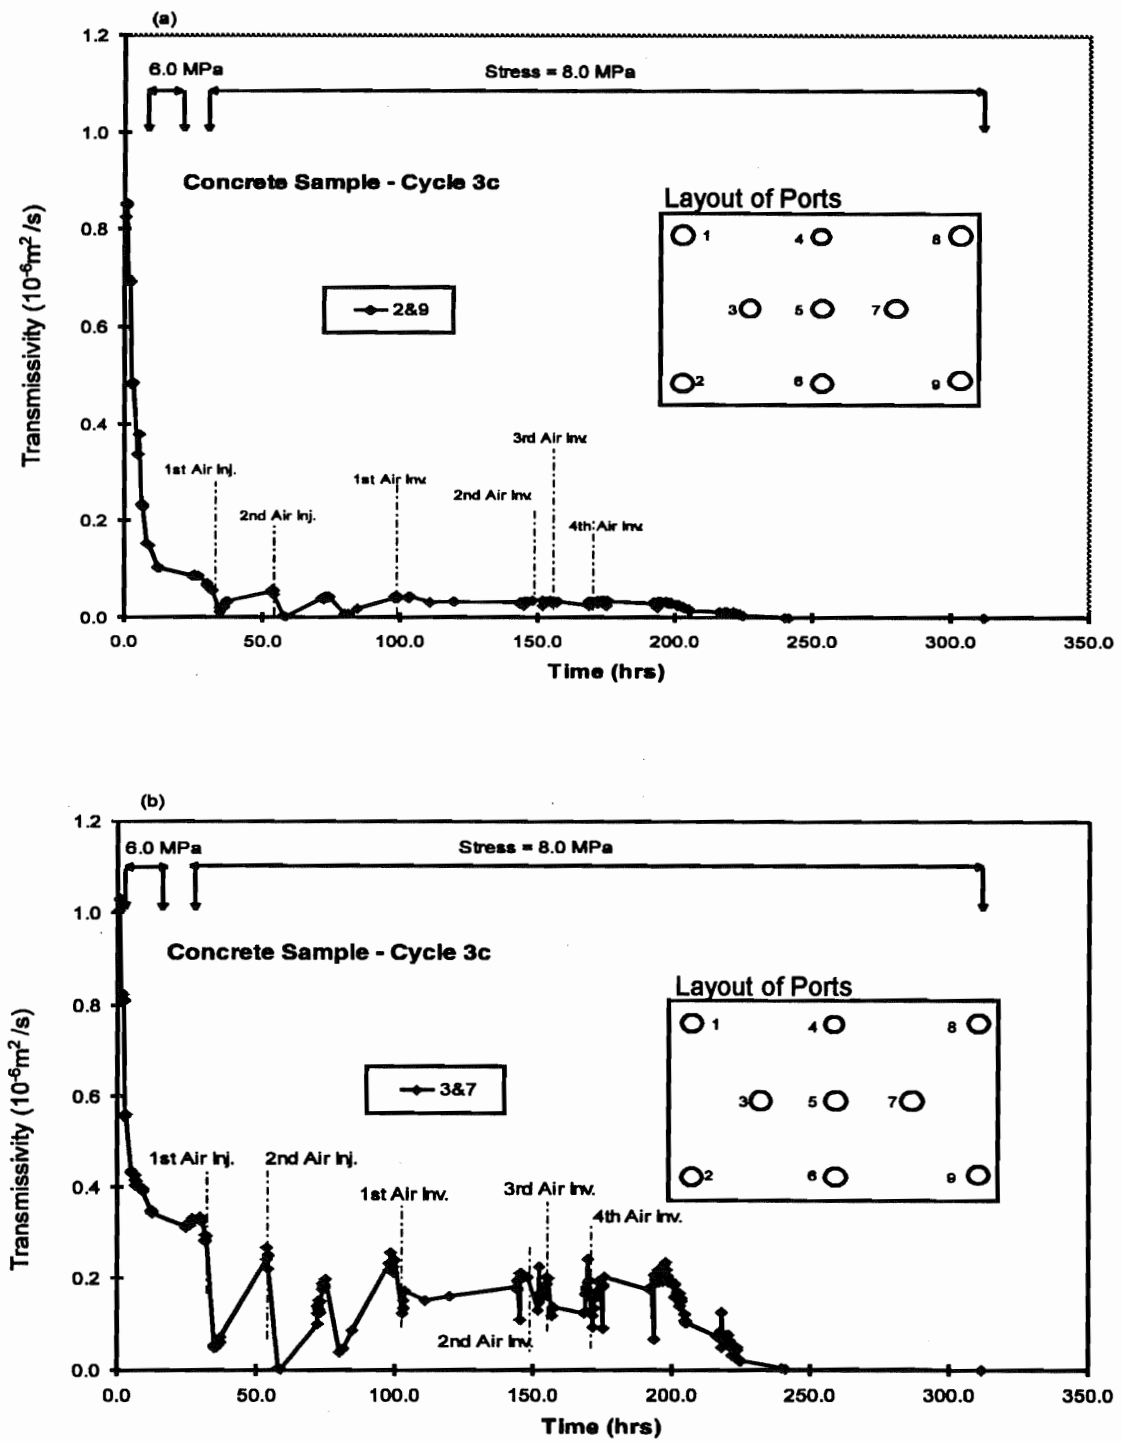 (a)
1.2
6.0 MPa
Stress = 8.0 MPa
1.0
Concrete Sample - Cycle 3c
Layout of Ports
1 4 8
0.8
Transmissivity (10⁻⁶m² /s)
2&9
3 5 7
0.6
2 6 9
0.4
3rd Air Inv.
1st Air Inj.
1st Air Inv.
2nd Air Inv.
2nd Air Inj.
4th Air Inv.
0.2
0.0
0.0 50.0 100.0 150.0 200.0 250.0 300.0 350.0
Time (hrs)
(b)
1.2
6.0 MPa
Stress = 8.0 MPa
1.0
Concrete Sample - Cycle 3c
Layout of Ports
1 4 8
0.8
Transmissivity (10⁻⁶m² /s)
3&7
3 5 7
0.6
2 6 9
1st Air Inj. 2nd Air Inj.
0.4
1st Air Inv.
3rd Air Inv.
4th Air Inv.
0.2
2nd Air Inv.
0.0
0.0 50.0 100.0 150.0 200.0 250.0 300.0 350.0
Time (hrs)